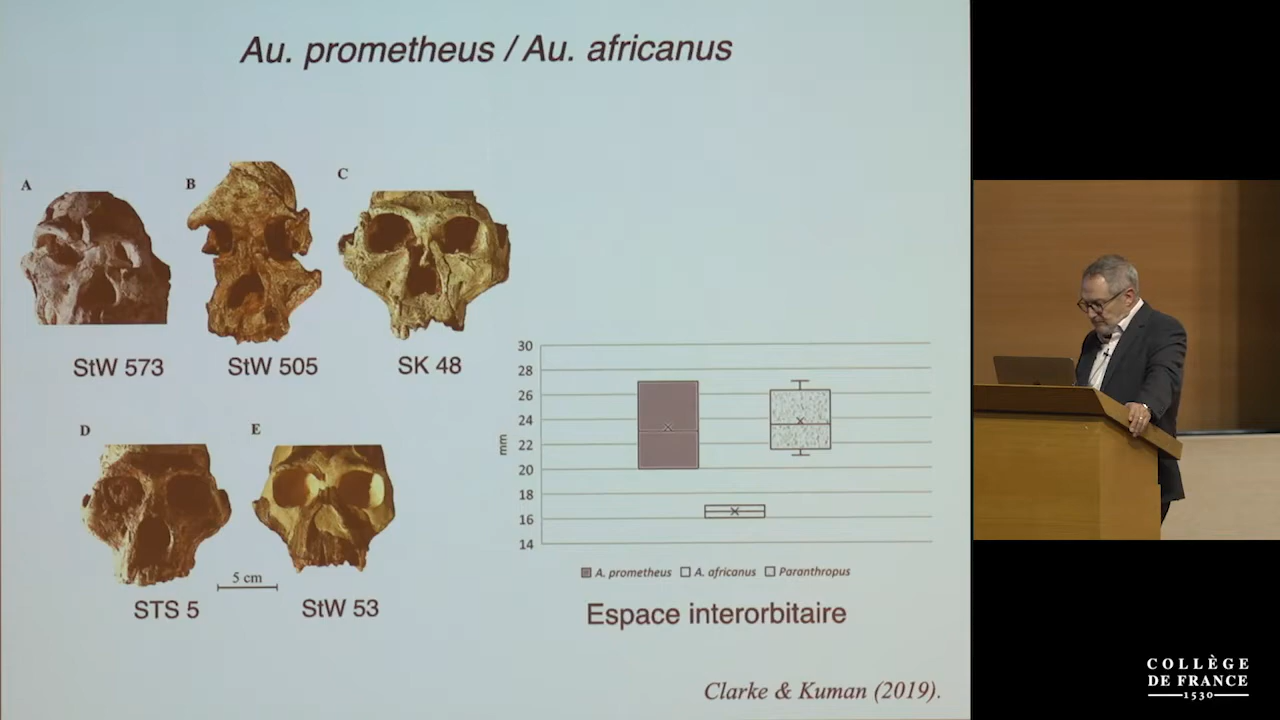 Au. prometheus / Au. africanus
A
B
C
StW 573
StW 505
SK 48
D
E
5 cm
STS 5
StW 53
30
28
26
24
22
20
18
16
14
mm
A. prometheus A. africanus Paranthropus
Espace interorbitaire
Clarke & Kuman (2019).
COLLÈGE
DE FRANCE
1530